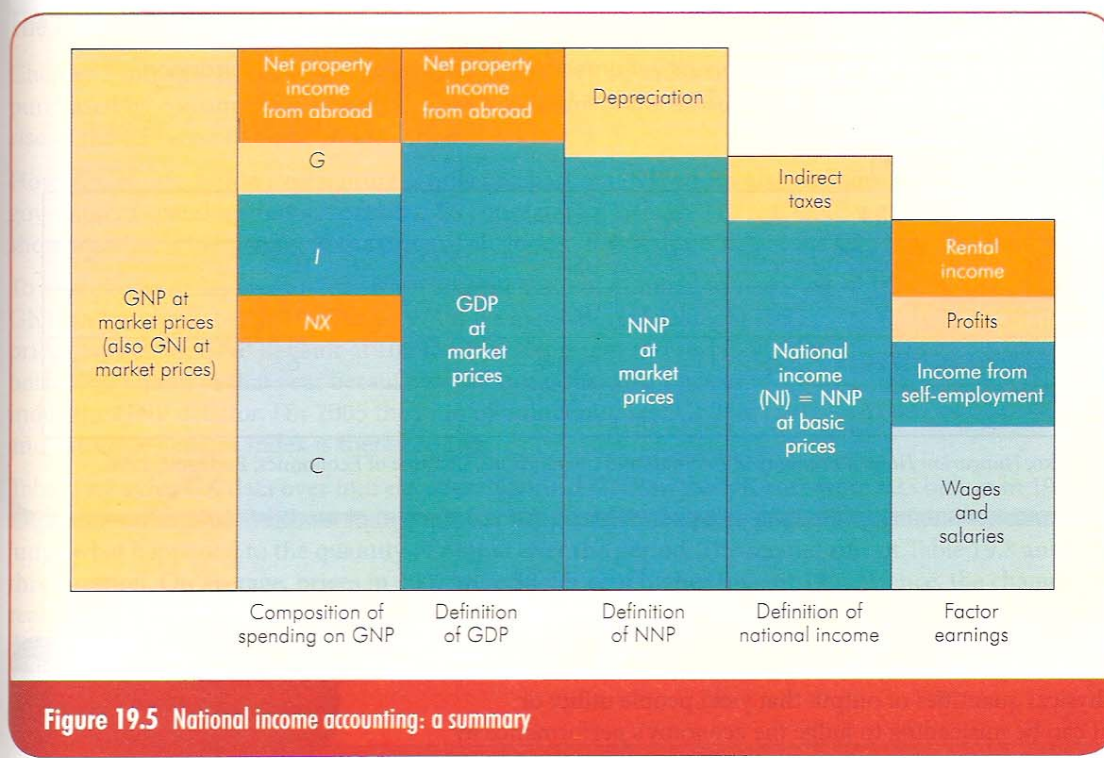 GNP at
market prices
(also GNI at
market prices)
Net property
income
from abroad
G
I
NX
C
Net property
income
from abroad
GDP
at
market
prices
Depreciation
NNP
at
market
prices
Indirect
taxes
National
income
(NI) = NNP
at basic
prices
Rental
income
Profits
Income from
self-employment
Wages
and
salaries
Composition of
spending on GNP
Definition
of GDP
Definition
of NNP
Definition of
national income
Factor
earnings
Figure 19.5 National income accounting: a summary